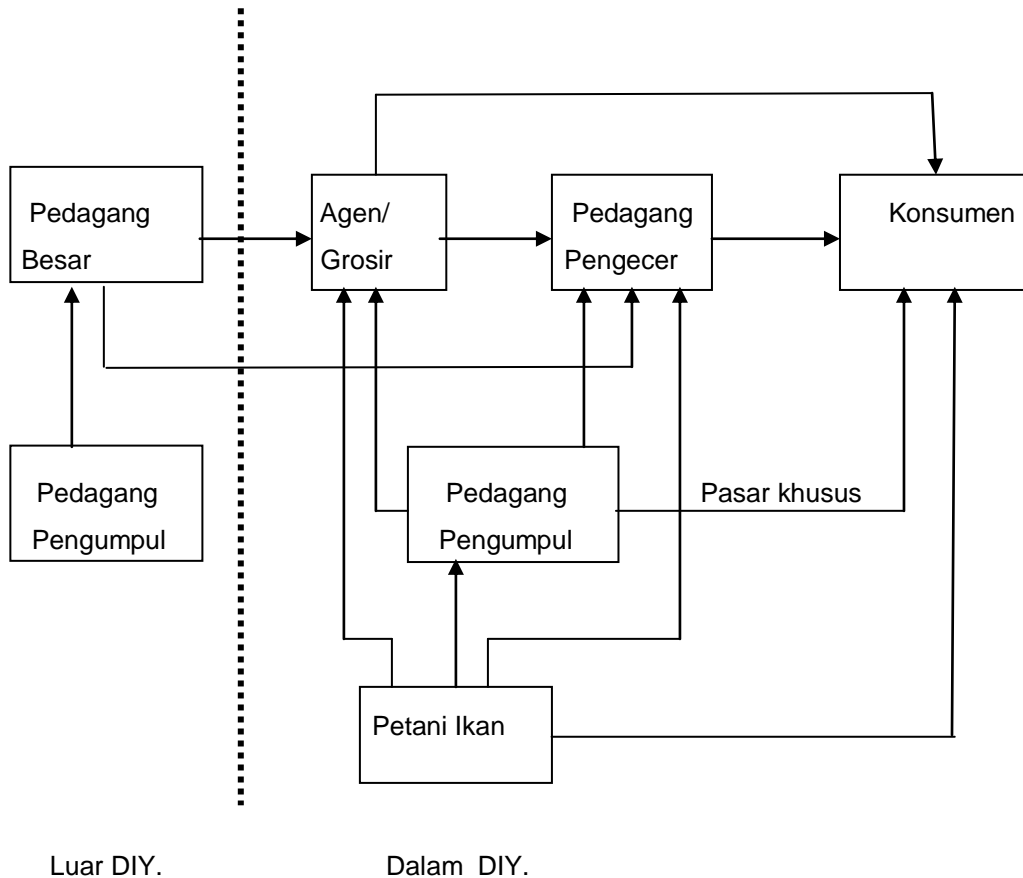 Pedagang
Besar
Agen/
Grosir
Pedagang
Pengecer
Konsumen
Pedagang
Pengumpul
Pedagang
Pengumpul
Pasar khusus
Petani Ikan
Luar DIY.
Dalam DIY.